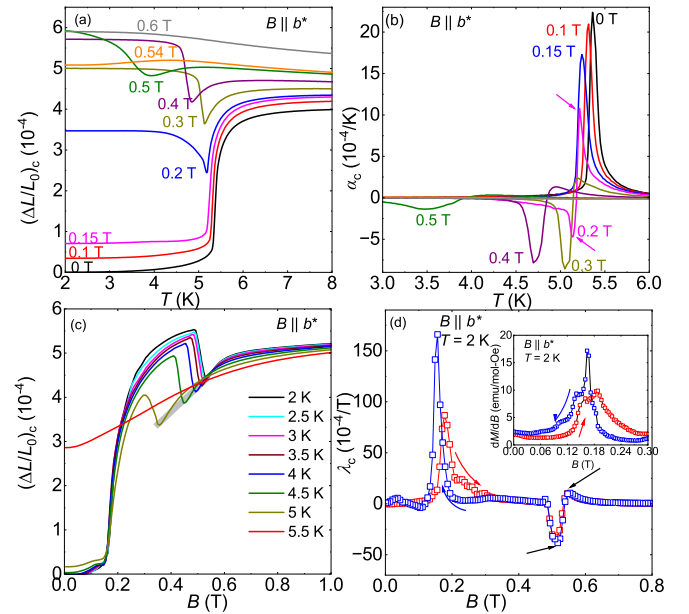 (a)
B || b*
(ΔL/L₀)c (10⁻⁴)
6
5
4
3
2
1
0
0.6 T
0.54 T
0.5 T
0.4 T
0.3 T
0.2 T
0.15 T
0.1 T
0 T
2
3
4
5
6
7
8
T (K)
(b)
B || b*
αc (10⁻⁴/K)
20
15
10
5
0
−5
0 T
0.1 T
0.15 T
0.2 T
0.3 T
0.4 T
0.5 T
3.0
3.5
4.0
4.5
5.0
5.5
6.0
T (K)
(c)
B || b*
(ΔL/L₀)c (10⁻⁴)
6
5
4
3
2
1
0
2 K
2.5 K
3 K
3.5 K
4 K
4.5 K
5 K
5.5 K
0.0
0.2
0.4
0.6
0.8
1.0
B (T)
(d)
B || b*
T = 2 K
λc (10⁻⁴/T)
150
100
50
0
−50
0.0
0.2
0.4
0.6
0.8
B (T)
B || b*
T = 2 K
dM/dB (emu/mol-Oe)
20
15
10
5
0
0.00
0.06
0.12
0.18
0.24
0.30
B (T)